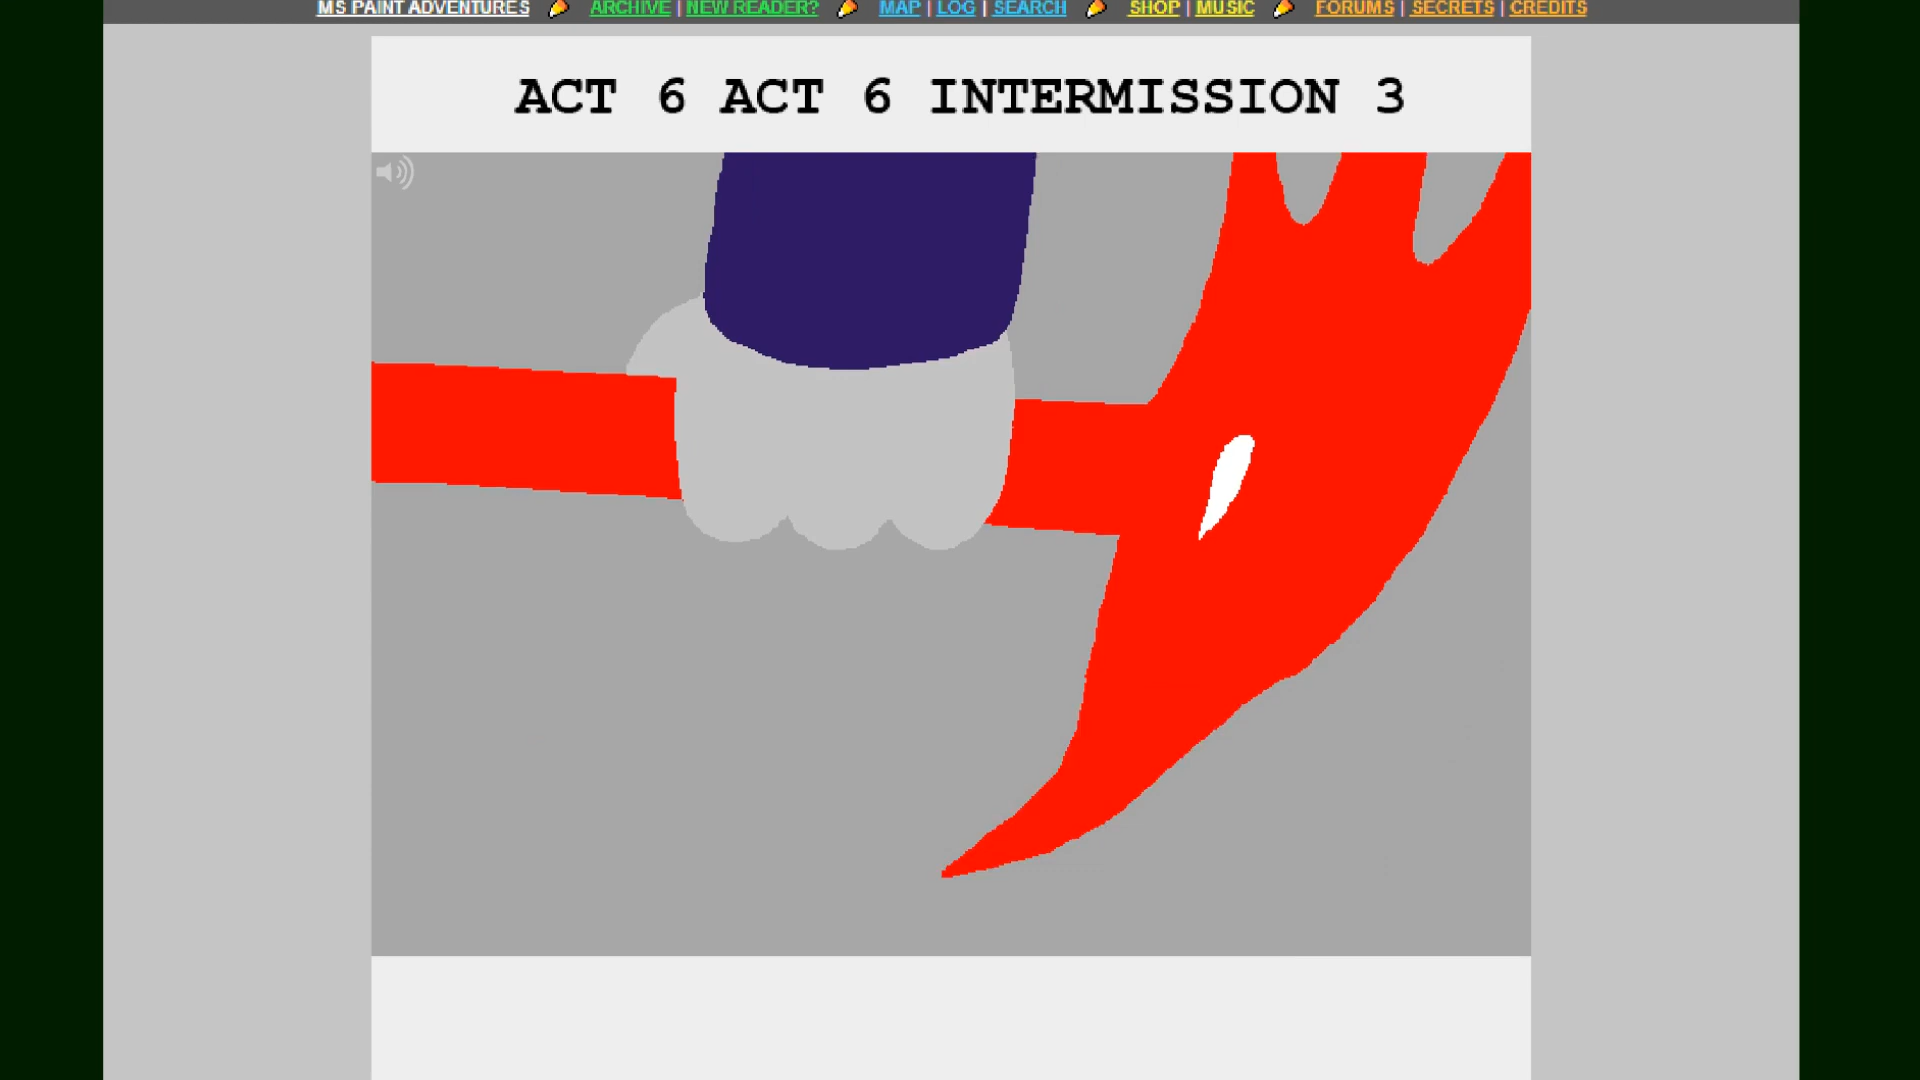 MS PAINT ADVENTURES ARCHIVE | NEW READER? MAP | LOG | SEARCH SHOP | MUSIC FORUMS | SECRETS | CREDITS
ACT 6 ACT 6 INTERMISSION 3